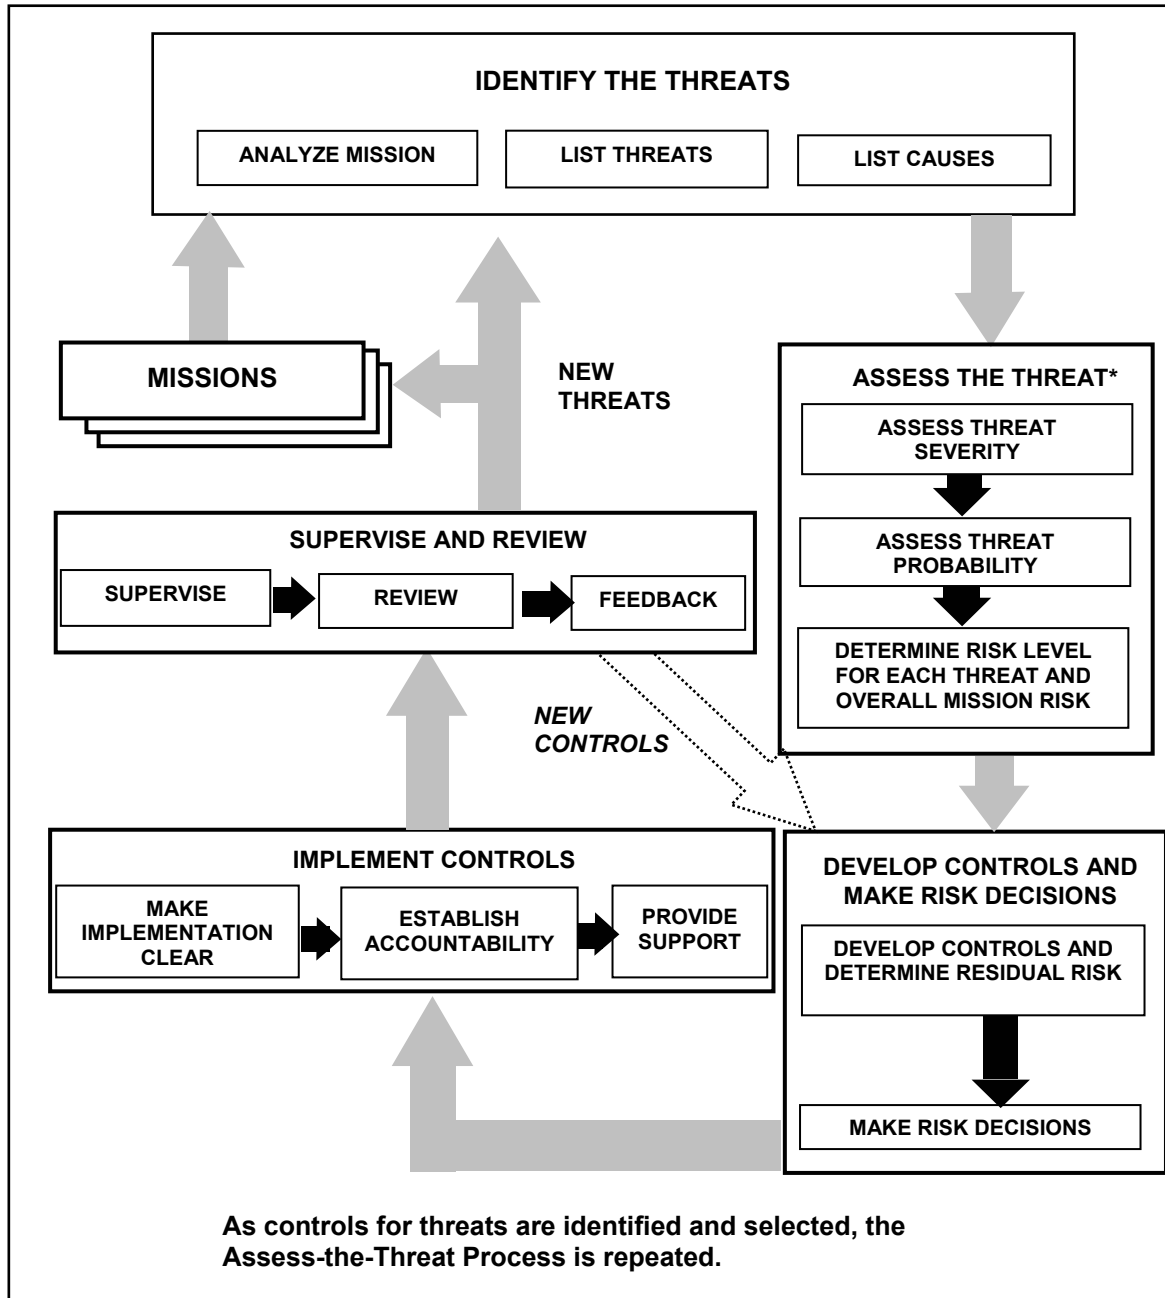 IDENTIFY THE THREATS
ANALYZE MISSION
LIST THREATS
LIST CAUSES
MISSIONS
NEW
THREATS
ASSESS THE THREAT*
ASSESS THREAT
SEVERITY
ASSESS THREAT
PROBABILITY
DETERMINE RISK LEVEL
FOR EACH THREAT AND
OVERALL MISSION RISK
SUPERVISE AND REVIEW
SUPERVISE
REVIEW
FEEDBACK
NEW
CONTROLS
IMPLEMENT CONTROLS
MAKE
IMPLEMENTATION
CLEAR
ESTABLISH
ACCOUNTABILITY
PROVIDE
SUPPORT
DEVELOP CONTROLS AND
MAKE RISK DECISIONS
DEVELOP CONTROLS AND
DETERMINE RESIDUAL RISK
MAKE RISK DECISIONS
As controls for threats are identified and selected, the
Assess-the-Threat Process is repeated.